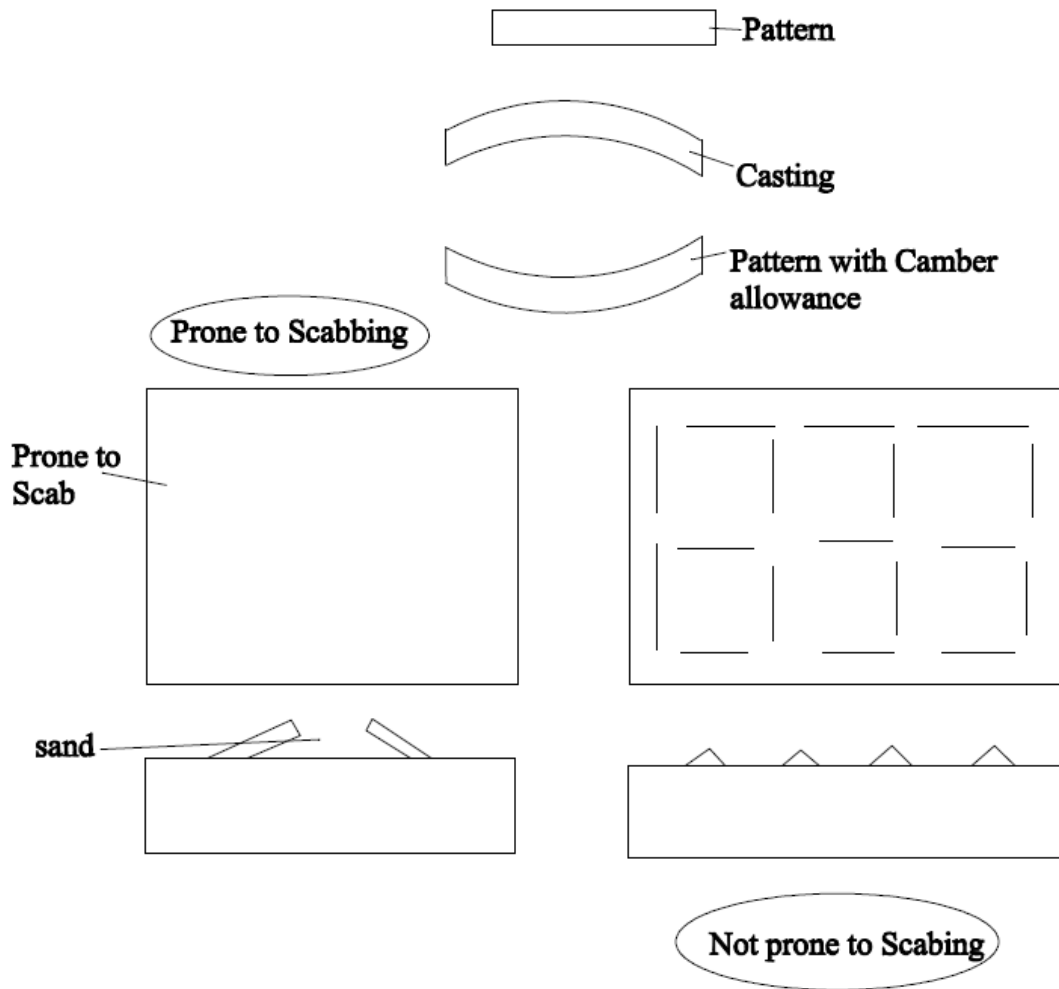 Pattern
Casting
Pattern with Camber
allowance
Prone to Scabbing
Prone to
Scab
sand
Not prone to Scabing